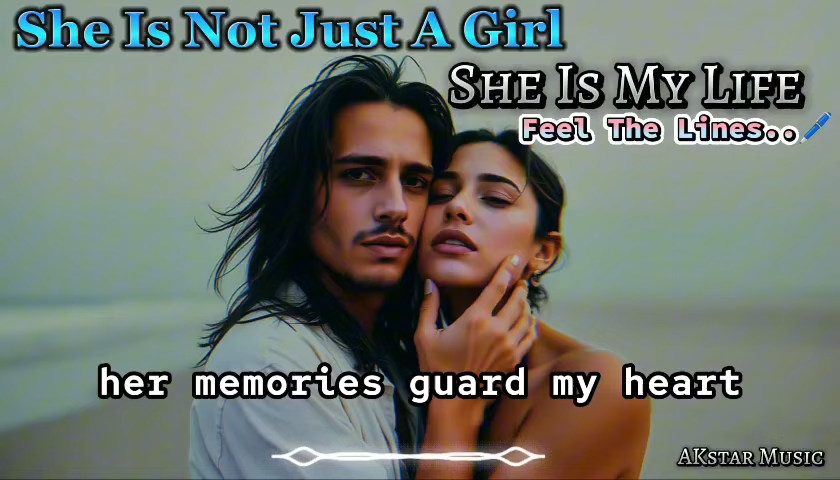 She Is Not Just A Girl
She Is My Life
Feel The Lines..
her memories guard my heart
AKstar Music